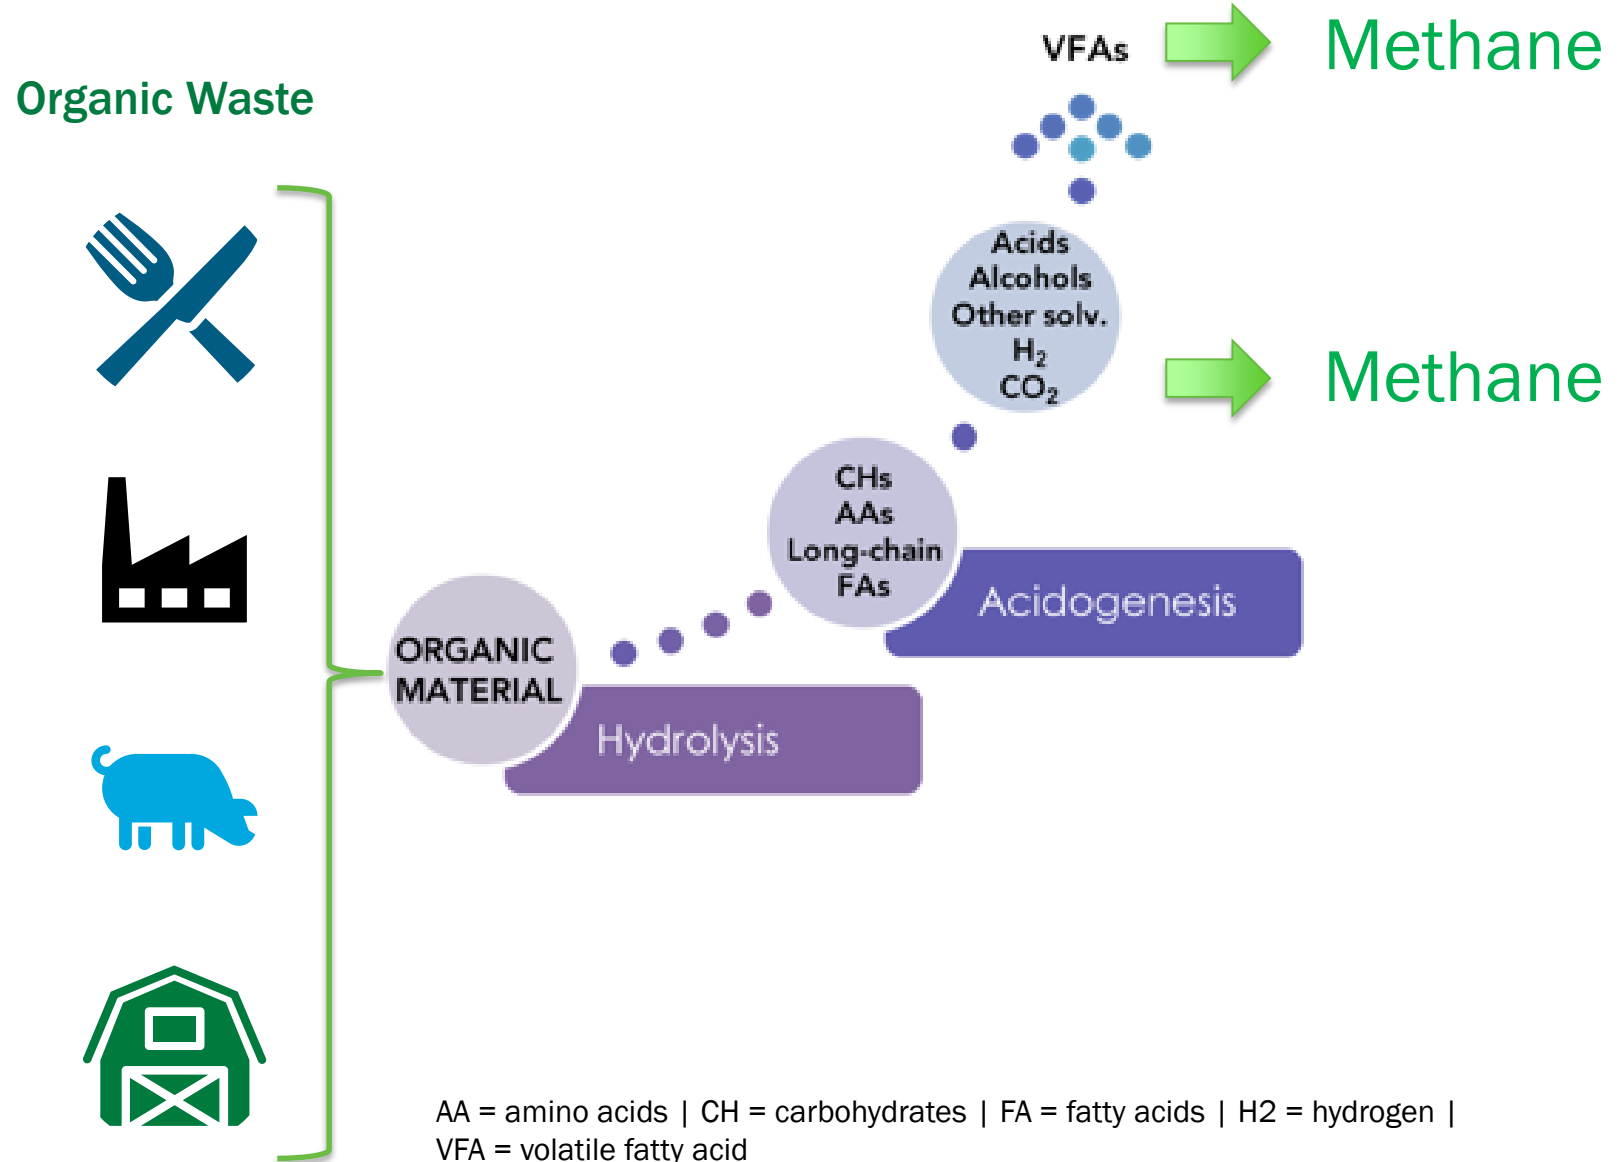 Organic Waste
VFAs
Methane
Acids
Alcohols
Other solv.
H₂
CO₂
Methane
CHs
AAs
Long-chain
FAs
Acidogenesis
ORGANIC
MATERIAL
Hydrolysis
AA = amino acids | CH = carbohydrates | FA = fatty acids | H2 = hydrogen |
VFA = volatile fatty acid